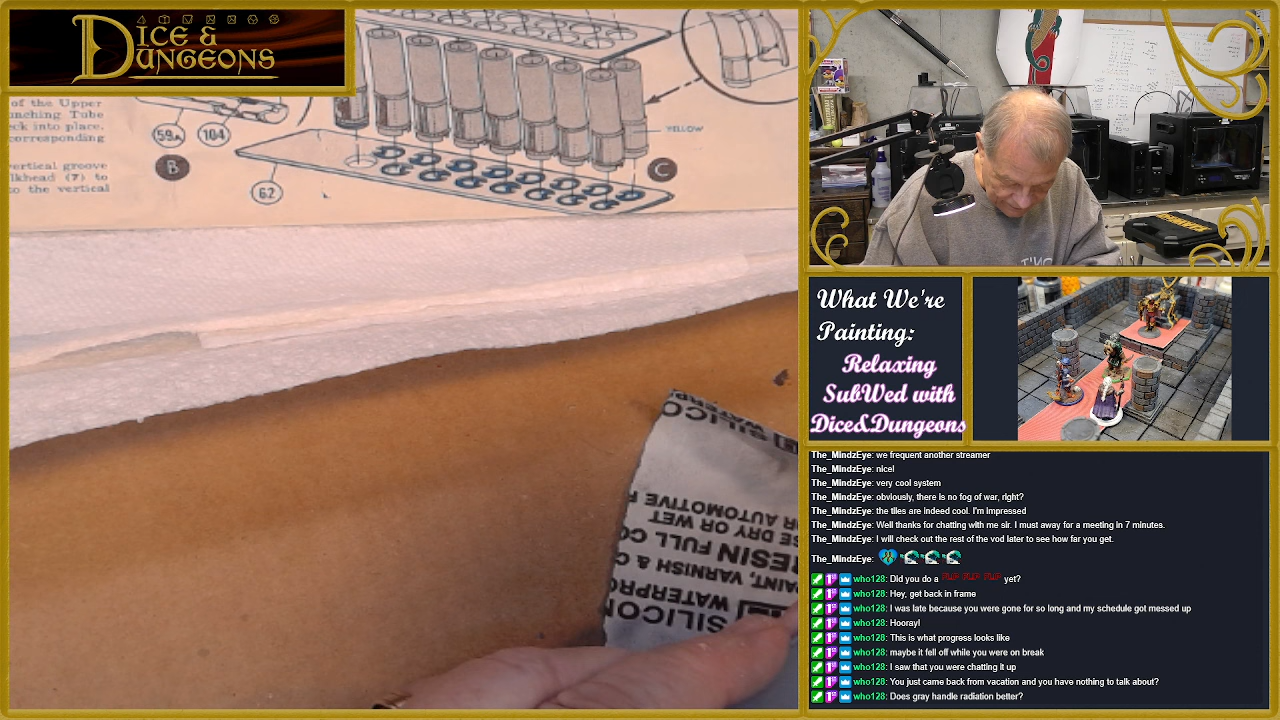 DICE &
DUNGEONS
of the Upper
nching Tube
eck into place.
corresponding
vertical groove
lkhead (7) to
o the vertical
59A
104
B
62
YELLOW
C
SILICO
WATERP
R AUTOMOTIVE
SE DRY OR WET
RESIN FULL CO
AINT, VARNISH & C
WATERPRO
SILICON
What We're
Painting:
Relaxing
SubWed with
Dice&Dungeons
The_MindzEye: we frequent another streamer
The_MindzEye: nice!
The_MindzEye: very cool system
The_MindzEye: obviously, there is no fog of war, right?
The_MindzEye: the tiles are indeed cool. I'm impressed
The_MindzEye: Well thanks for chatting with me sir. I must away for a meeting in 7 minutes.
The_MindzEye: I will check out the rest of the vod later to see how far you get.
The_MindzEye:
who128: Did you do a FLIP FLIP FLIP yet?
who128: Hey, get back in frame
who128: I was late because you were gone for so long and my schedule got messed up
who128: Hooray!
who128: This is what progress looks like
who128: maybe it fell off while you were on break
who128: I saw that you were chatting it up
who128: You just came back from vacation and you have nothing to talk about?
who128: Does gray handle radiation better?